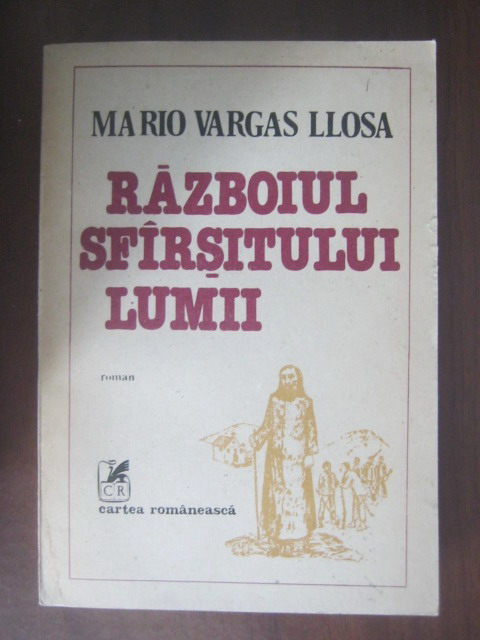 MARIO VARGAS LLOSA
RĂZBOIUL
SFÎRȘITULUI
LUMII
roman
CR
cartea românească